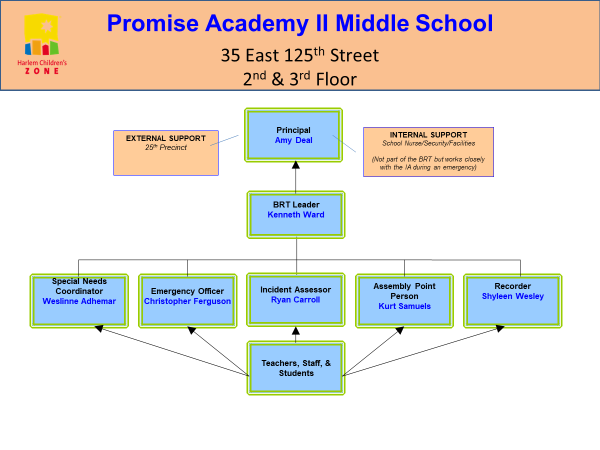 Promise Academy II Middle School
35 East 125th Street
2nd & 3rd Floor
Harlem Children's
ZONE
EXTERNAL SUPPORT
25th Precinct
Principal
Amy Deal
INTERNAL SUPPORT
School Nurse/Security/Facilities
(Not part of the BRT but works closely
with the IA during an emergency)
BRT Leader
Kenneth Ward
Special Needs
Coordinator
Weslinne Adhemar
Emergency Officer
Christopher Ferguson
Incident Assessor
Ryan Carroll
Assembly Point
Person
Kurt Samuels
Recorder
Shyleen Wesley
Teachers, Staff, &
Students